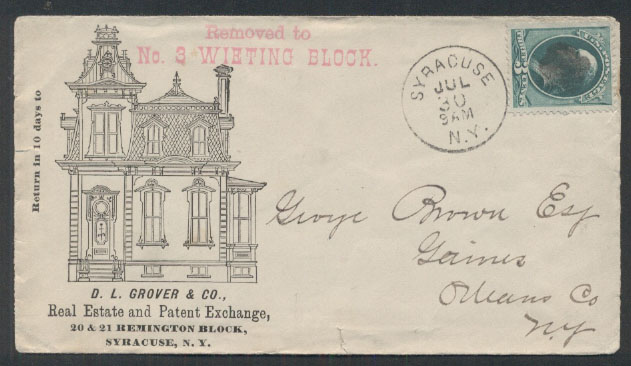 Removed to
No. 3 WIETING BLOCK.
Return in 10 days to
D. L. GROVER & CO.,
Real Estate and Patent Exchange,
20 & 21 REMINGTON BLOCK,
SYRACUSE, N. Y.
SYRACUSE
JUL
30
9AM
N.Y.
George Brown Esq
Gaines
Orleans Co
N.Y